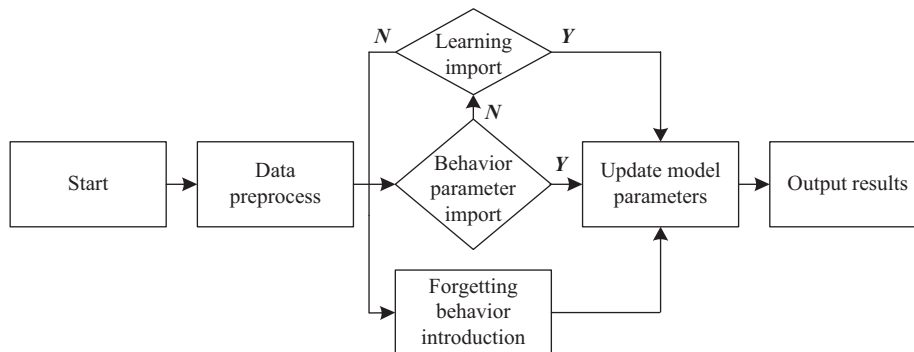 N
Learning
import
Y
N
Start
Data
preprocess
Behavior
parameter
import
Y
Update model
parameters
Output results
Forgetting
behavior
introduction